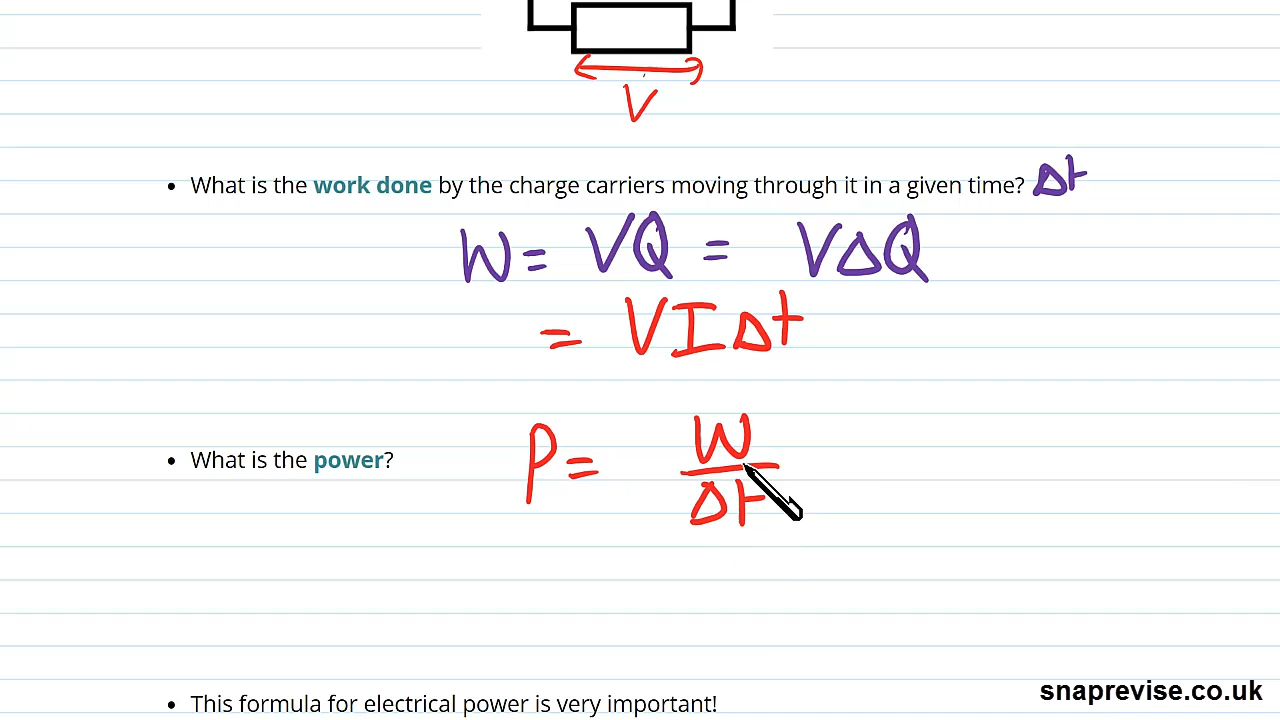 V
• What is the work done by the charge carriers moving through it in a given time? Δt
W = VQ = VΔQ
= VIΔt
• What is the power? P = W/Δt
• This formula for electrical power is very important!
snaprevise.co.uk